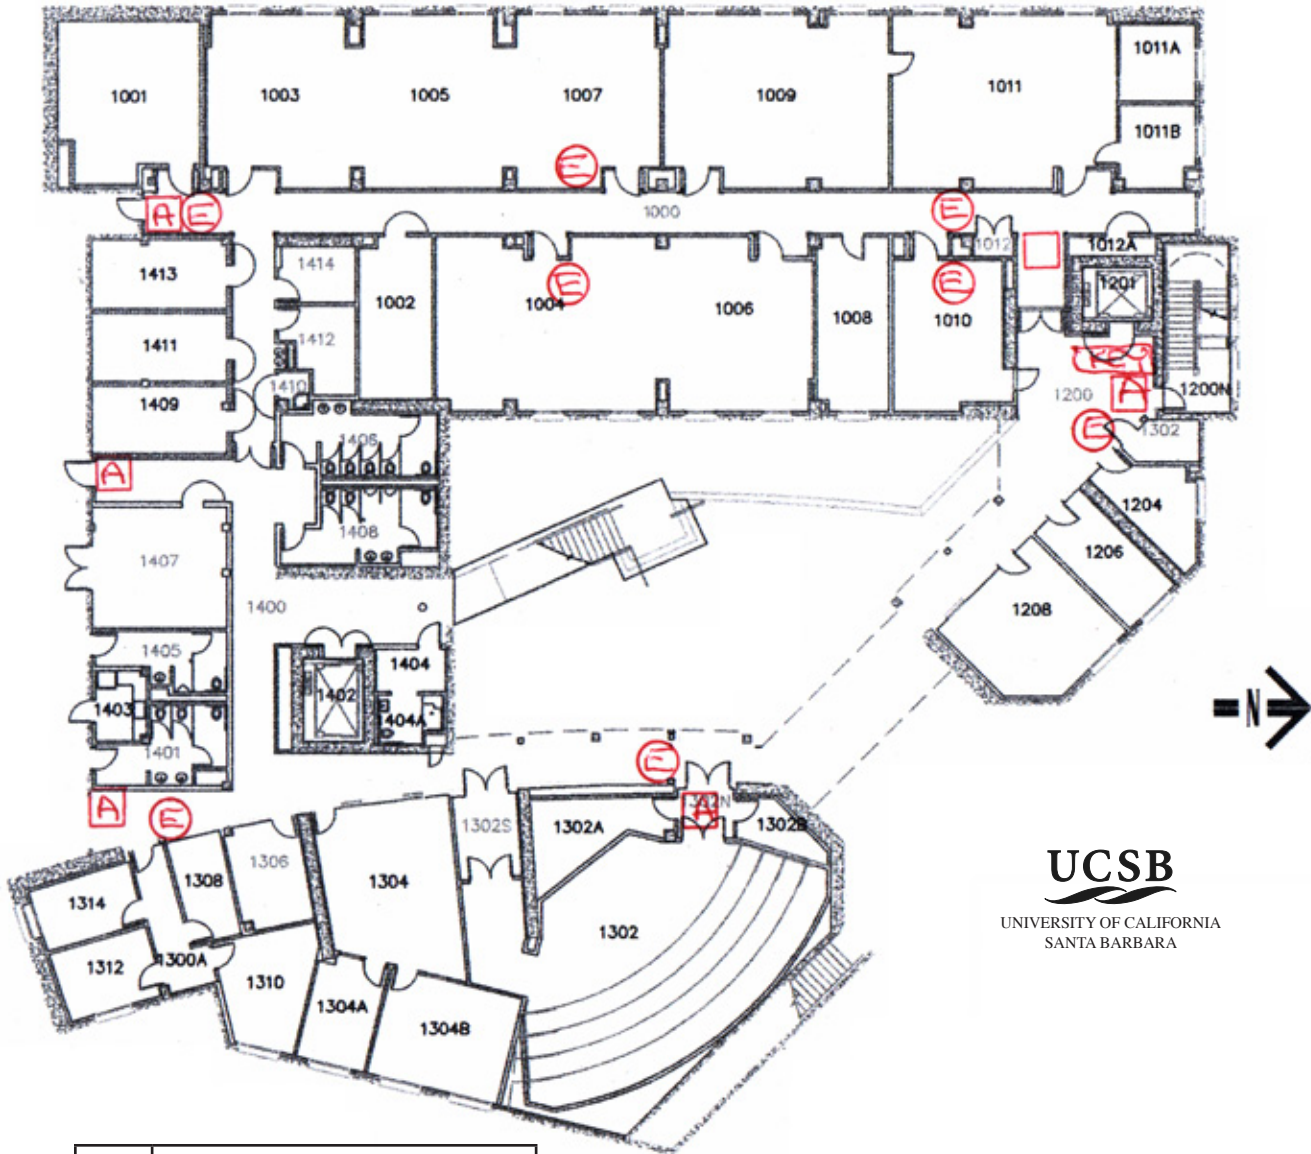 1001
1003
1005
1007
1009
1011
1011A
1011B
E
A E
1000
E
1012
1012A
1413
1414
1002
E
1004
1006
1008
E
1010
1201
1411
1412
1410
1409
1200
KEY
A
1200N
E
1302
1406
A
1408
1204
1206
1407
1208
1400
1405
1404
1403
1402
1404A
1401
N
A
E
E
1302S
1302N
A
1302A
1302B
1306
1308
1304
1314
1302
1312
1300A
1310
1304A
1304B
UCSB
UNIVERSITY OF CALIFORNIA
SANTA BARBARA